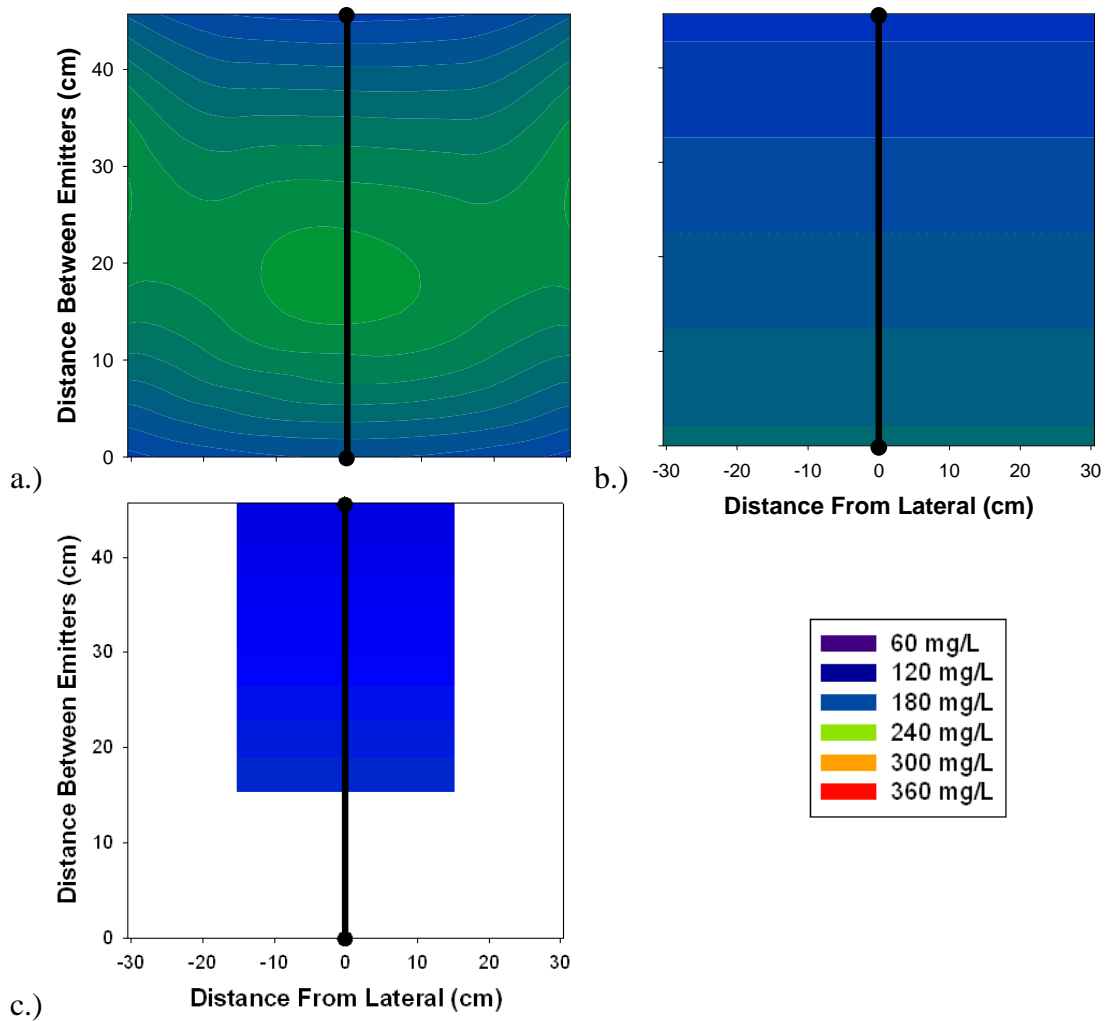 Distance Between Emitters (cm)
40
30
20
10
0
a.)
-30 -20 -10 0 10 20 30
Distance From Lateral (cm)
b.)
Distance Between Emitters (cm)
40
30
20
10
0
-30 -20 -10 0 10 20 30
Distance From Lateral (cm)
c.)
60 mg/L
120 mg/L
180 mg/L
240 mg/L
300 mg/L
360 mg/L